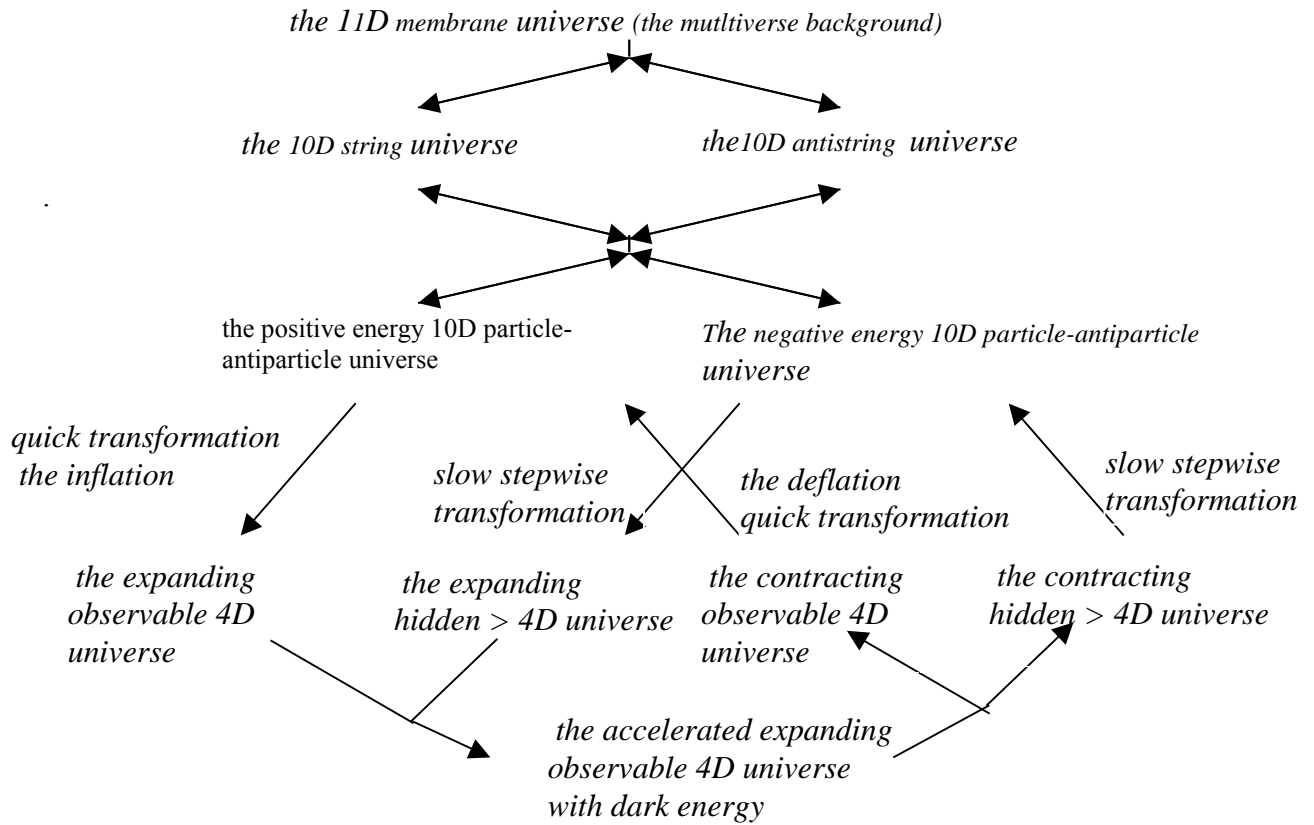 the 11D membrane universe (the mutltiverse background)
the 10D string universe
the10D antistring universe
.
the positive energy 10D particle-
antiparticle universe
The negative energy 10D particle-antiparticle
universe
quick transformation
the inflation
slow stepwise
transformation
the deflation
quick transformation
slow stepwise
transformation
the expanding
observable 4D
universe
the expanding
hidden > 4D universe
the contracting
observable 4D
universe
the contracting
hidden > 4D universe
the accelerated expanding
observable 4D universe
with dark energy